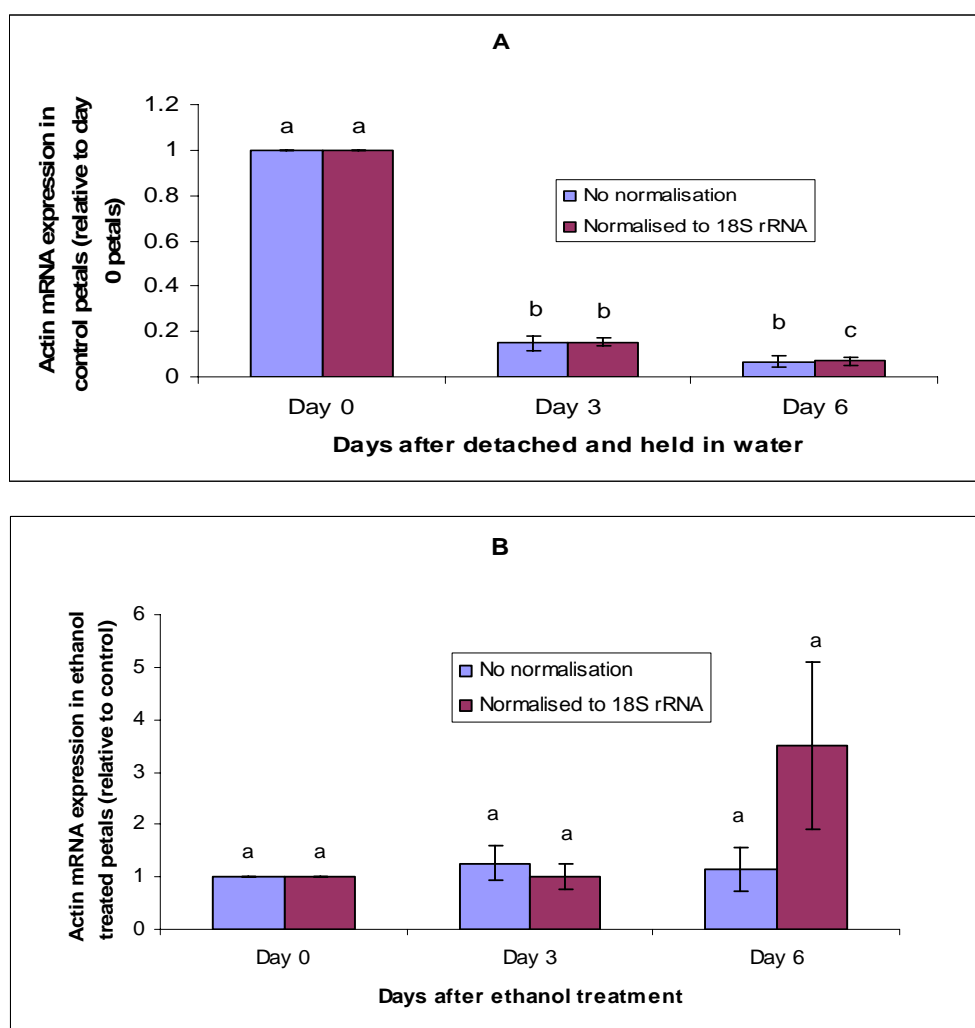 A
Actin mRNA expression in
control petals (relative to day
0 petals)
1.2
1
0.8
0.6
0.4
0.2
0
a a
b b
b c
No normalisation
Normalised to 18S rRNA
Day 0 Day 3 Day 6
Days after detached and held in water
B
Actin mRNA expression in ethanol
treated petals (relative to control)
6
5
4
3
2
1
0
a a
a a
a a
No normalisation
Normalised to 18S rRNA
Day 0 Day 3 Day 6
Days after ethanol treatment